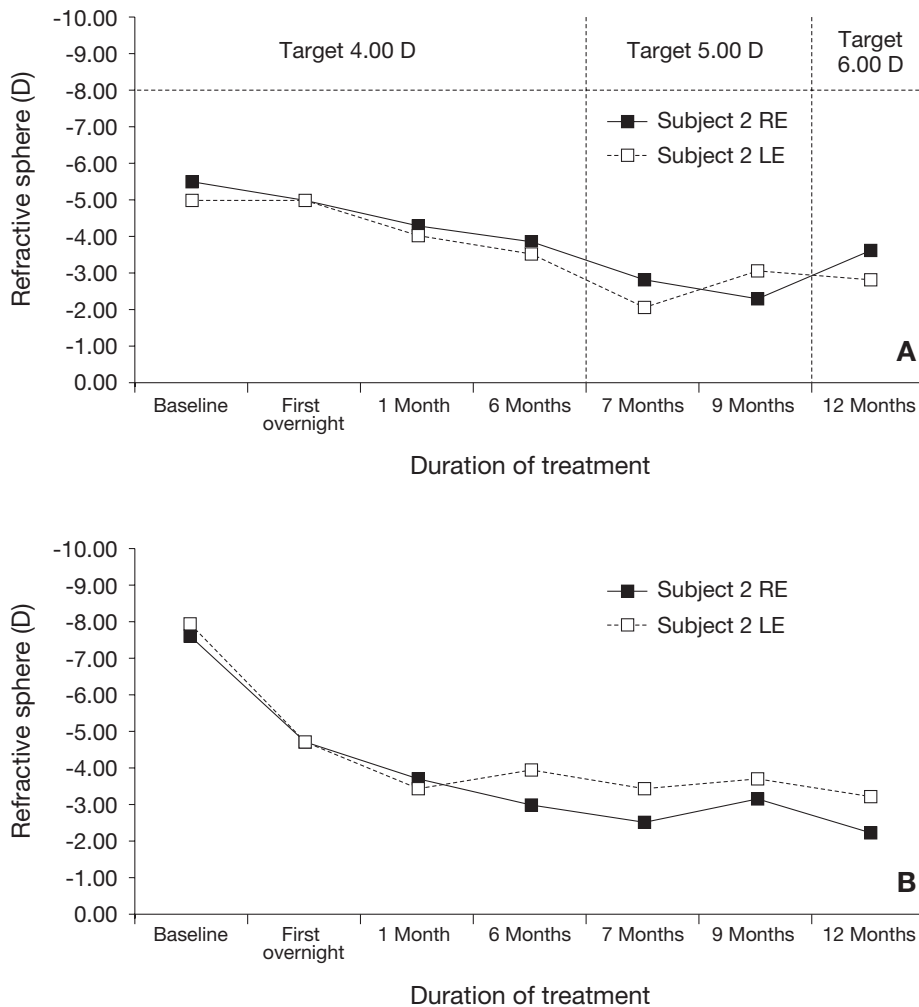 -10.00
-9.00
-8.00
-7.00
-6.00
-5.00
-4.00
-3.00
-2.00
-1.00
0.00
Refractive sphere (D)
Target 4.00 D
Target 5.00 D
Target
6.00 D
Subject 2 RE
Subject 2 LE
A
Baseline
First
overnight
1 Month
6 Months
7 Months
9 Months
12 Months
Duration of treatment
-10.00
-9.00
-8.00
-7.00
-6.00
-5.00
-4.00
-3.00
-2.00
-1.00
0.00
Refractive sphere (D)
Subject 2 RE
Subject 2 LE
B
Baseline
First
overnight
1 Month
6 Months
7 Months
9 Months
12 Months
Duration of treatment